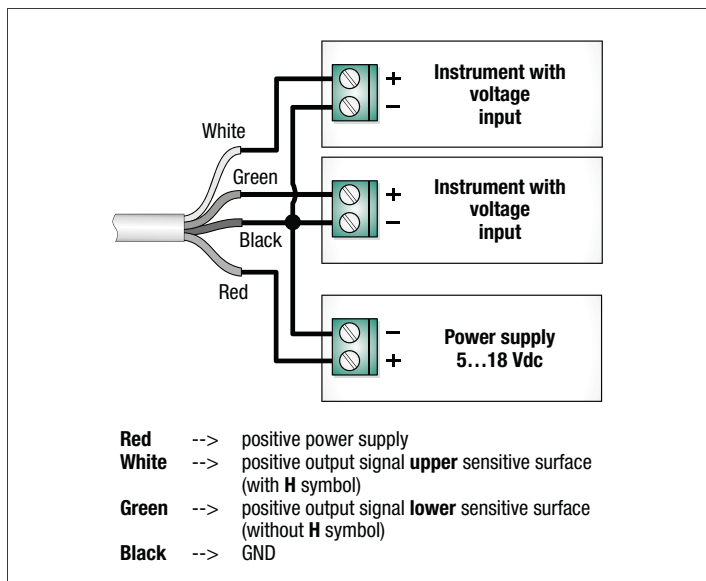 +
Instrument with
voltage
input
−
White
Green
+
Instrument with
voltage
input
−
Black
Red
−
Power supply
5…18 Vdc
+
Red --> positive power supply
White --> positive output signal upper sensitive surface
(with H symbol)
Green --> positive output signal lower sensitive surface
(without H symbol)
Black --> GND